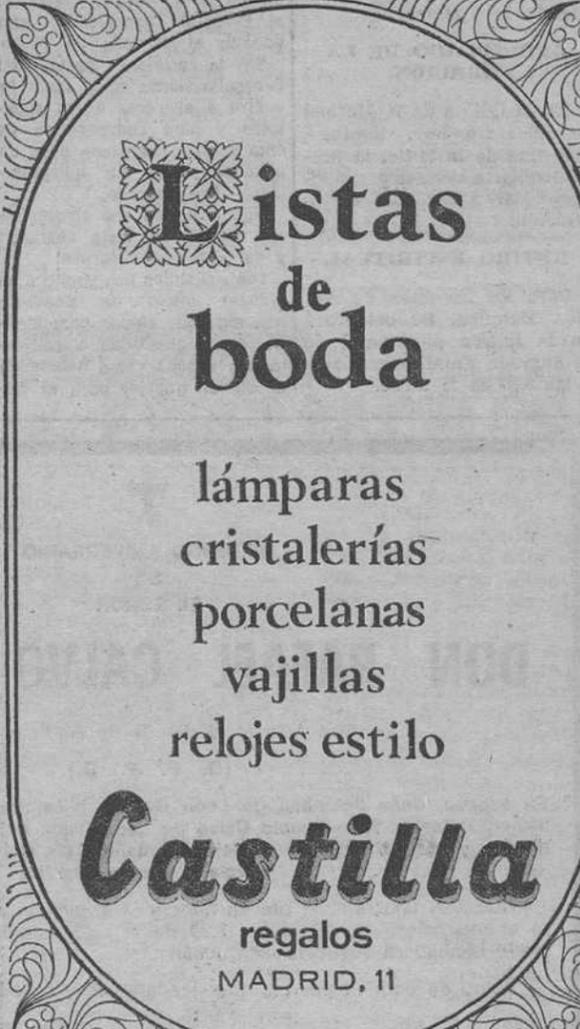 Listas
de
boda
lámparas
cristalerías
porcelanas
vajillas
relojes estilo
Castilla
regalos
MADRID, 11